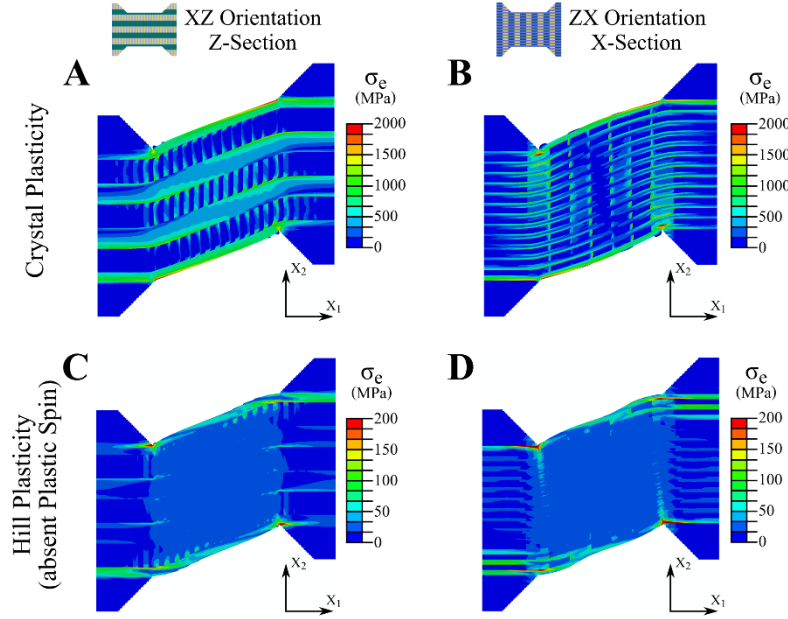 XZ Orientation
Z-Section
ZX Orientation
X-Section
A
σe
(MPa)
2000
1500
1000
500
0
X2
X1
B
σe
(MPa)
2000
1500
1000
500
0
X2
X1
Crystal Plasticity
C
σe
(MPa)
200
150
100
50
0
X2
X1
D
σe
(MPa)
200
150
100
50
0
X2
X1
Hill Plasticity
(absent Plastic Spin)